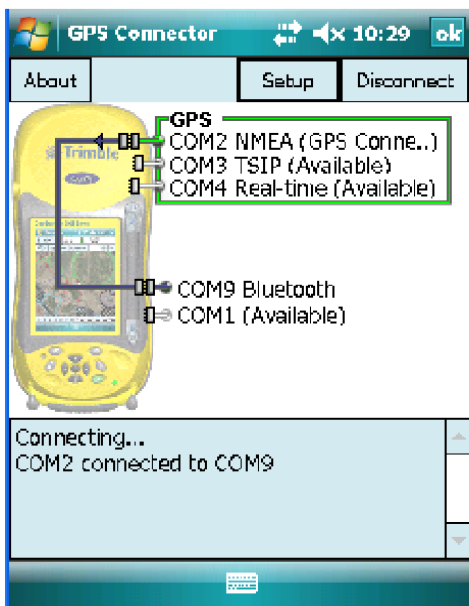 GPS Connector 10:29 ok
About Setup Disconnect
GPS
COM2 NMEA (GPS Conne..)
COM3 TSIP (Available)
COM4 Real-time (Available)
Trimble
COM9 Bluetooth
COM1 (Available)
Connecting...
COM2 connected to COM9